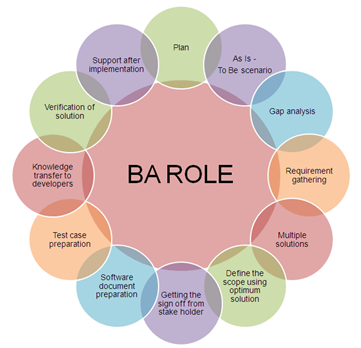 Plan
As Is -
To Be scenario
Gap analysis
Requirement
gathering
Multiple
solutions
Define the
scope using
optimum
solution
Getting the
sign off from
stake holder
Software
document
preparation
Test case
preparation
Knowledge
transfer to
developers
Verification of
solution
Support after
implementation
BA ROLE